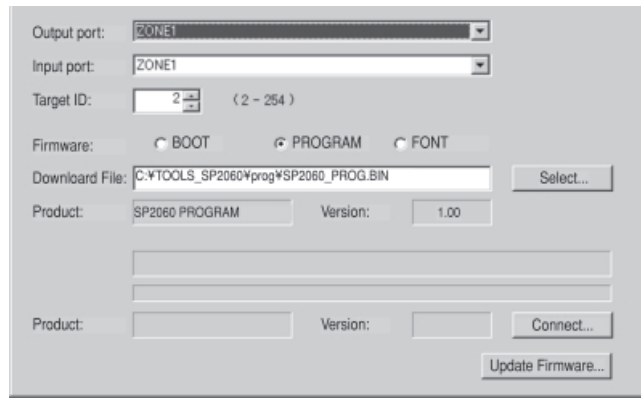 Output port: ZONE1
Input port: ZONE1
Target ID: 2 (2 - 254)
Firmware: BOOT PROGRAM FONT
Downloard File: C:¥TOOLS_SP2060¥prog¥SP2060_PROG.BIN Select...
Product: SP2060 PROGRAM Version: 1.00
Product: Version: Connect...
Update Firmware...